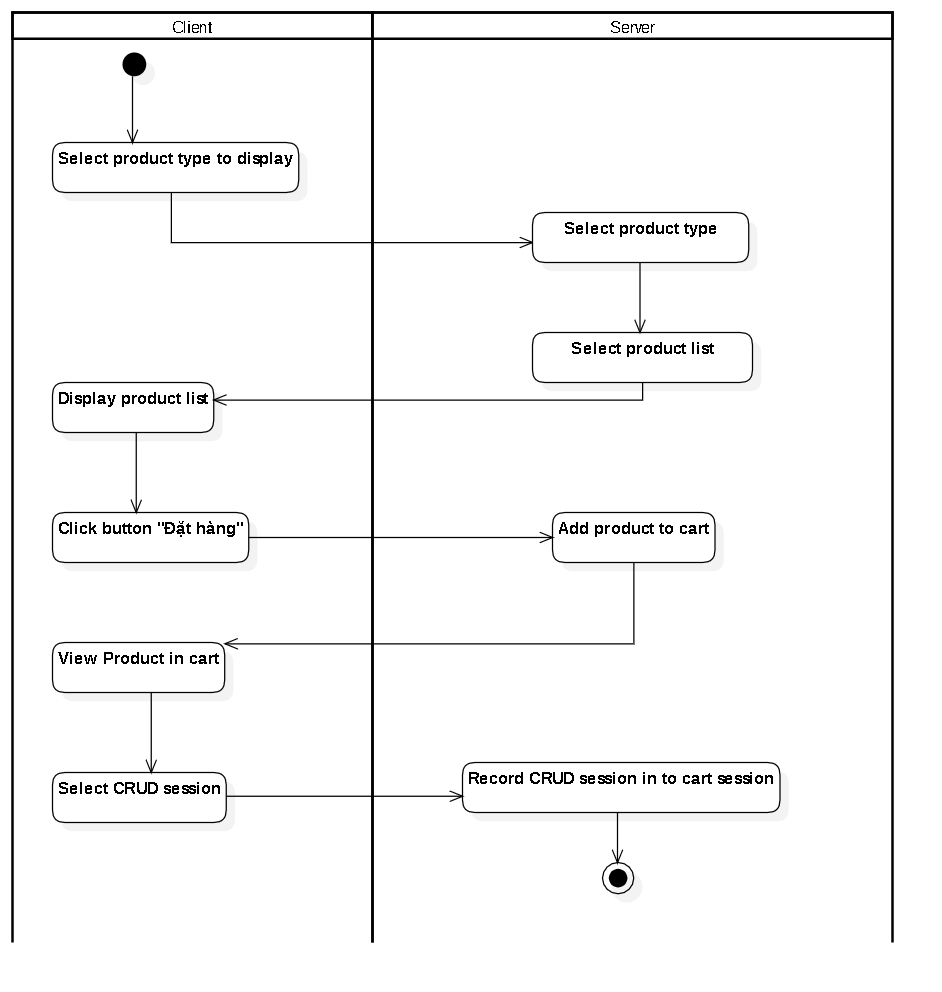 Client
Server
Select product type to display
Select product type
Select product list
Display product list
Click button "Đặt hàng"
Add product to cart
View Product in cart
Select CRUD session
Record CRUD session in to cart session